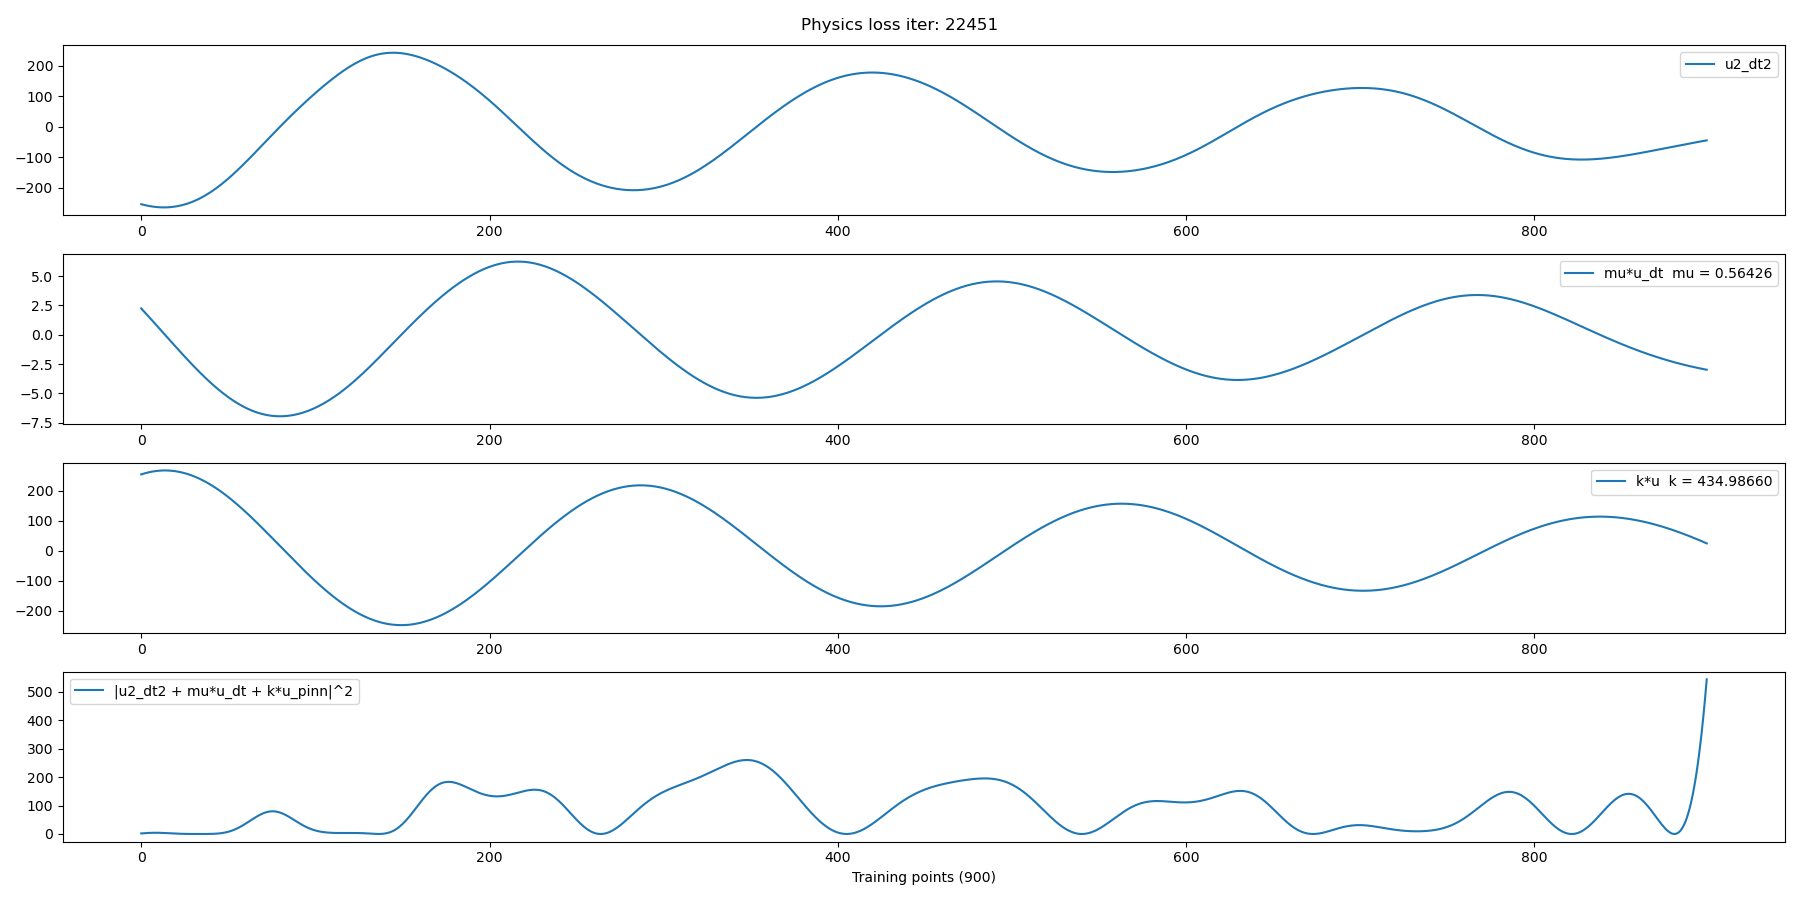 Physics loss iter: 22451
u2_dt2
200
100
0
−100
−200
0 200 400 600 800
mu*u_dt mu = 0.56426
5.0
2.5
0.0
−2.5
−5.0
−7.5
0 200 400 600 800
k*u k = 434.98660
200
100
0
−100
−200
0 200 400 600 800
|u2_dt2 + mu*u_dt + k*u_pinn|^2
500
400
300
200
100
0
0 200 400 600 800
Training points (900)